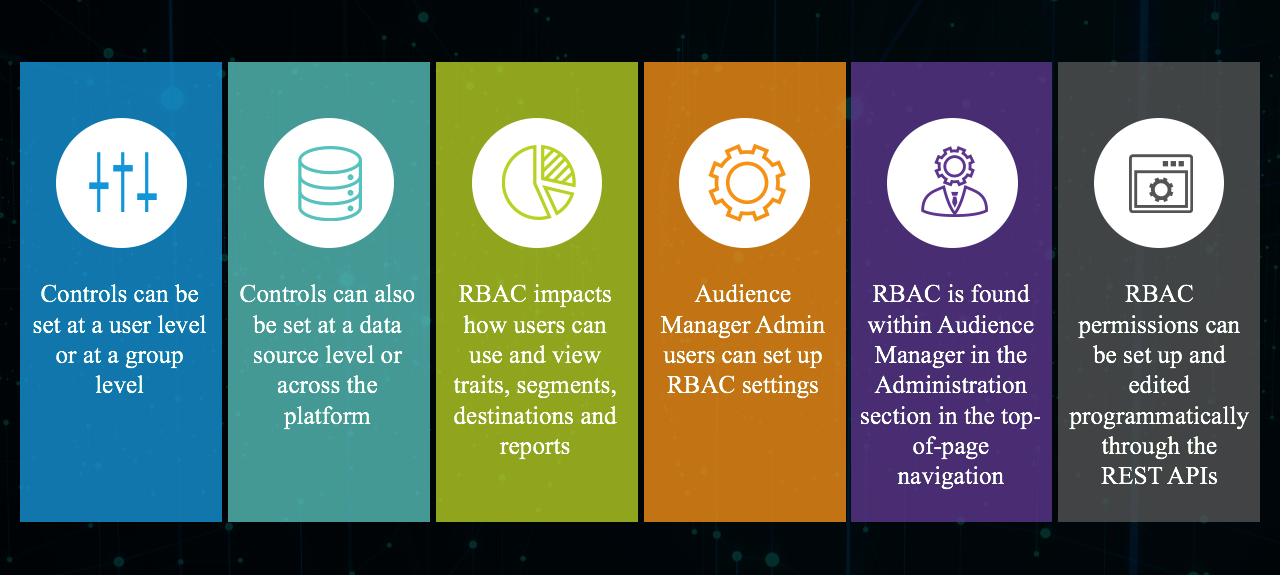 Controls can be
set at a user level
or at a group
level
Controls can also
be set at a data
source level or
across the
platform
RBAC impacts
how users can
use and view
traits, segments,
destinations and
reports
Audience
Manager Admin
users can set up
RBAC settings
RBAC is found
within Audience
Manager in the
Administration
section in the top-
of-page
navigation
RBAC
permissions can
be set up and
edited
programmatically
through the
REST APIs